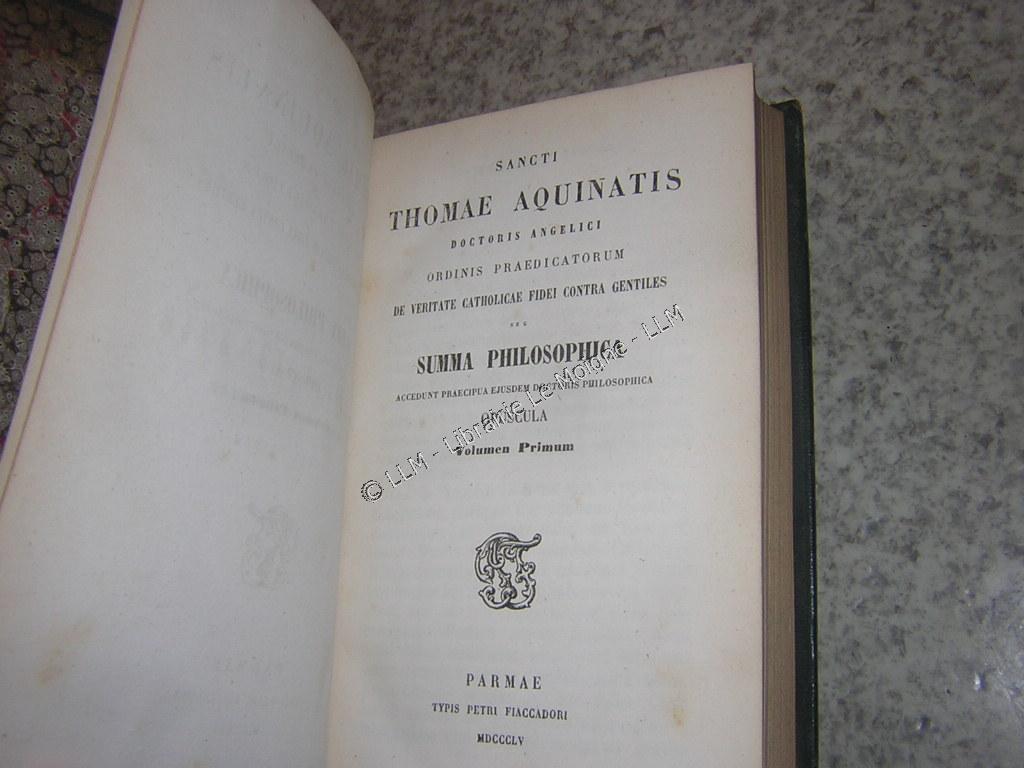 SANCTI
THOMAE AQUINATIS
DOCTORIS ANGELICI
ORDINIS PRAEDICATORUM
DE VERITATE CATHOLICAE FIDEI CONTRA GENTILES
SEU
SUMMA PHILOSOPHICA
ACCEDUNT PRAECIPUA EJUSDEM DOCTORIS PHILOSOPHICA
OPUSCULA
Volumen Primum
© LLM - Librairie Le Moigne - LLM
PARMAE
TYPIS PETRI FIACCADORI
MDCCCLV